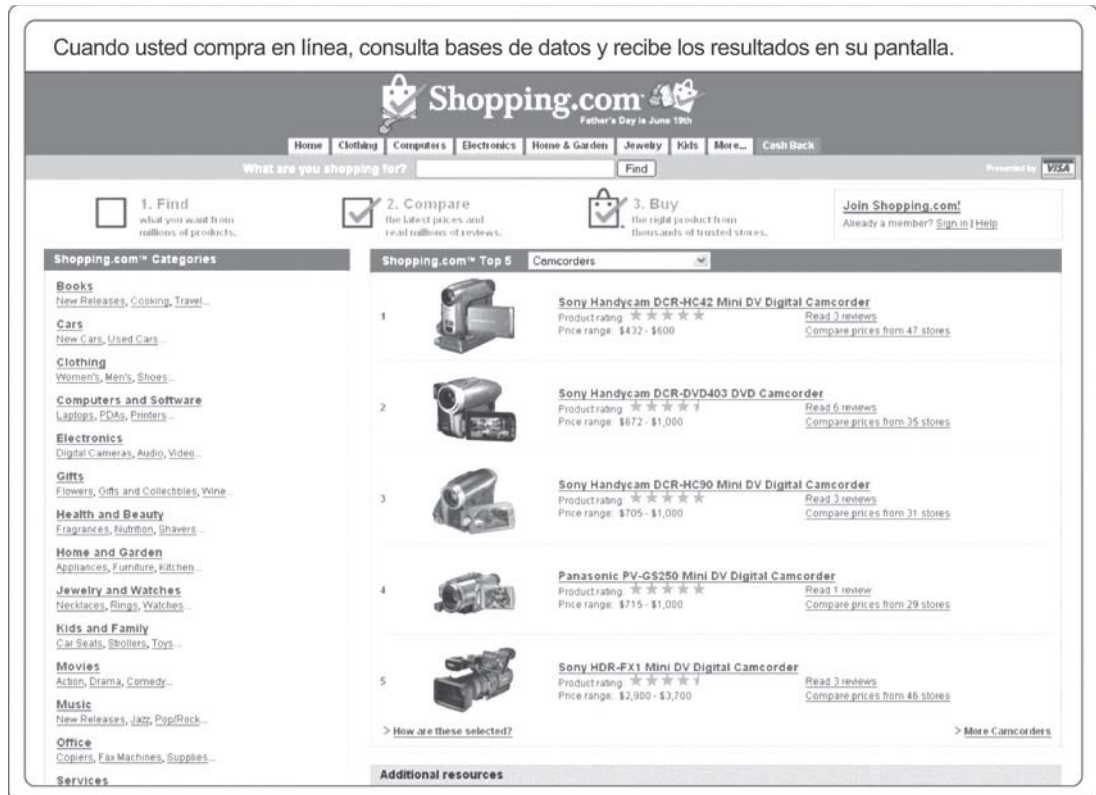 Cuando usted compra en línea, consulta bases de datos y recibe los resultados en su pantalla.
Shopping.com
Father's Day is June 19th
Home Clothing Computers Electronics Home & Garden Jewelry Kids More... Cash Back
What are you shopping for? Find Presented by VISA
1. Find
what you want from
millions of products.
2. Compare
the latest prices and
read millions of reviews.
3. Buy
the right product from
thousands of trusted stores.
Join Shopping.com!
Already a member? Sign in | Help
Shopping.com™ Categories
Books
New Releases, Cooking, Travel...
Cars
New Cars, Used Cars...
Clothing
Women's, Men's, Shoes...
Computers and Software
Laptops, PDAs, Printers...
Electronics
Digital Cameras, Audio, Video...
Gifts
Flowers, Gifts and Collectibles, Wine...
Health and Beauty
Fragrances, Nutrition, Shavers...
Home and Garden
Appliances, Furniture, Kitchen...
Jewelry and Watches
Necklaces, Rings, Watches...
Kids and Family
Car Seats, Strollers, Toys...
Movies
Action, Drama, Comedy...
Music
New Releases, Jazz, Pop/Rock...
Office
Copiers, Fax Machines, Supplies...
Services
Shopping.com™ Top 5 Camcorders
1
Sony Handycam DCR-HC42 Mini DV Digital Camcorder
Product rating: Read 3 reviews
Price range: $432 - $600 Compare prices from 47 stores
2
Sony Handycam DCR-DVD403 DVD Camcorder
Product rating: Read 6 reviews
Price range: $672 - $1,000 Compare prices from 35 stores
3
Sony Handycam DCR-HC90 Mini DV Digital Camcorder
Product rating: Read 3 reviews
Price range: $705 - $1,000 Compare prices from 31 stores
4
Panasonic PV-GS250 Mini DV Digital Camcorder
Product rating: Read 1 review
Price range: $715 - $1,000 Compare prices from 29 stores
5
Sony HDR-FX1 Mini DV Digital Camcorder
Product rating: Read 3 reviews
Price range: $2,900 - $3,700 Compare prices from 46 stores
> How are these selected? > More Camcorders
Additional resources